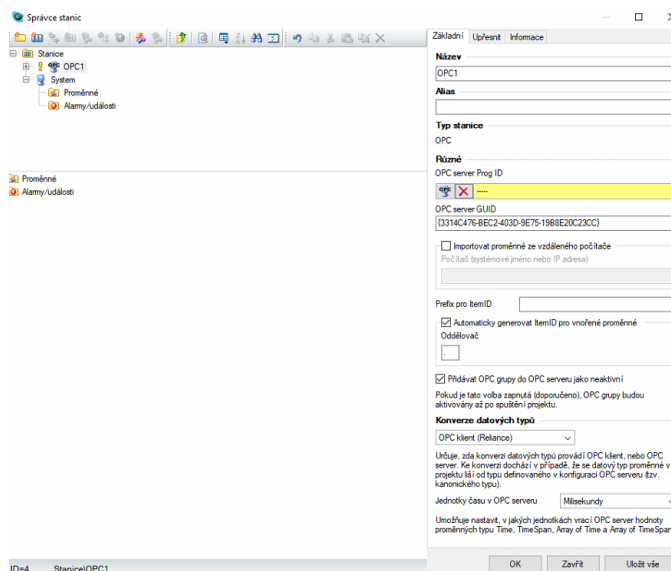 Správce stanic
Stanice
OPC1
System
Proměnné
Alarmy/události
Proměnné
Alarmy/události
ID=4 Stanice\OPC1
Základní Upřesnit Informace
Název
OPC1
Alias
Typ stanice
OPC
Různé
OPC server Prog ID
OPC
-----
OPC server GUID
{3314C476-BEC2-403D-9E75-19B8E20C23CC}
Importovat proměnné ze vzdáleného počítače
Počítač (systémové jméno nebo IP adresa)
Prefix pro ItemID
Automaticky generovat ItemID pro vnořené proměnné
Oddělovač
.
Přidávat OPC grupy do OPC serveru jako neaktivní
Pokud je tato volba zapnutá (doporučeno), OPC grupy budou
aktivovány až po spuštění projektu.
Konverze datových typů
OPC klient (Reliance)
Určuje, zda konverzi datových typů provádí OPC klient, nebo OPC
server. Ke konverzi dochází v případě, že se datový typ proměnné v
projektu liší od typu definovaného v konfiguraci OPC serveru (tzv.
kanonického typu).
Jednotky času v OPC serveru Milisekundy
Umožňuje nastavit, v jakých jednotkách vrací OPC server hodnoty
proměnných typu Time, TimeSpan, Array of Time a Array of TimeSpan
OK Zavřít Uložit vše